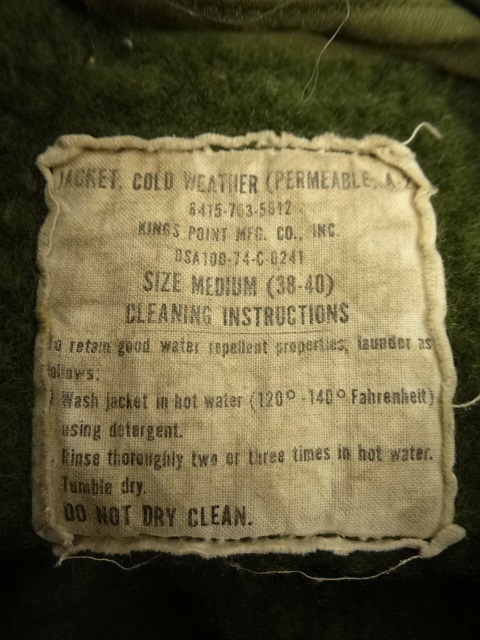 JACKET, COLD WEATHER (PERMEABLE,
8415-753-5612
KINGS POINT MFG. CO., INC.
DSA100-74-C-0241
SIZE MEDIUM (38-40)
CLEANING INSTRUCTIONS
To retain good water repellent properties, launder as
follows:
Wash jacket in hot water (120° -140° Fahrenheit)
using detergent.
. Rinse thoroughly two or three times in hot water.
Tumble dry.
DO NOT DRY CLEAN.